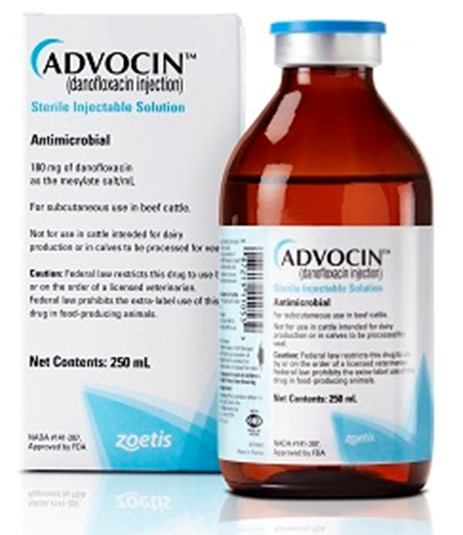 ADVOCIN™
(danofloxacin injection)
Sterile Injectable Solution
Antimicrobial
180 mg of danofloxacin
as the mesylate salt/mL
For subcutaneous use in beef cattle.
Not for use in cattle intended for dairy
production or in calves to be processed for
Caution: Federal law restricts this drug to use
or on the order of a licensed veterinarian.
Federal law prohibits the extra-label use of this
drug in food-producing animals.
Net Contents: 250 mL
NADA #141-207,
Approved by FDA
zoetis
ADVOCIN™
(danofloxacin injection)
Sterile Injectable Solution
Antimicrobial
For subcutaneous use in beef cattle.
Not for use in cattle intended for dairy
production or in calves to be processed
Caution: Federal law restricts this drug to
by or on the order of a licensed veterinarian.
Federal law prohibits the extra-label use of this
drug in food-producing animals.
Net Contents: 250 mL
NADA #141-207,
Approved by FDA
zoetis